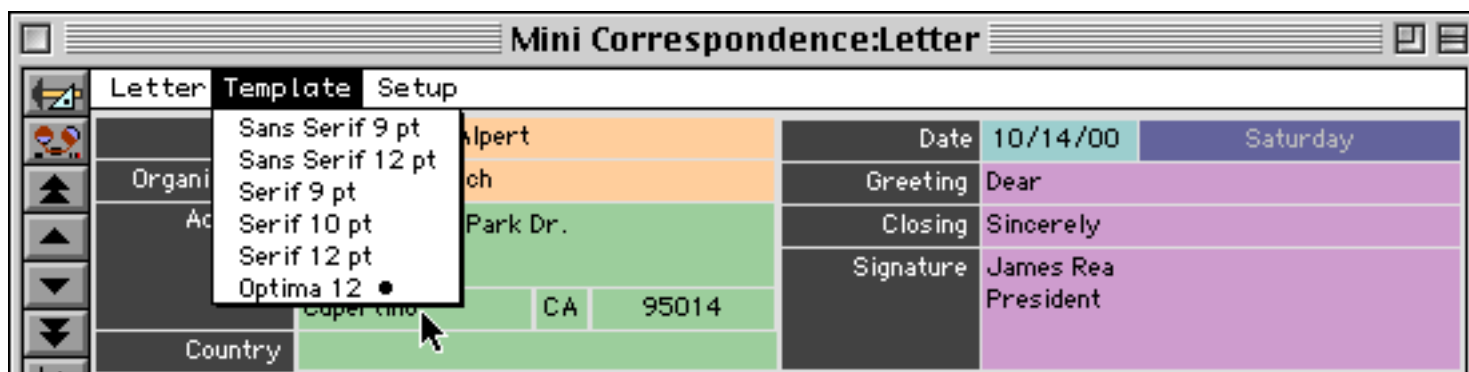 Mini Correspondence:Letter
Letter Template Setup
Sans Serif 9 pt
Sans Serif 12 pt
Serif 9 pt
Serif 10 pt
Serif 12 pt
Optima 12 ●
Alpert
Organi
ch
Ad
Park Dr.
CA 95014
Country
Date 10/14/00 Saturday
Greeting Dear
Closing Sincerely
Signature James Rea
President